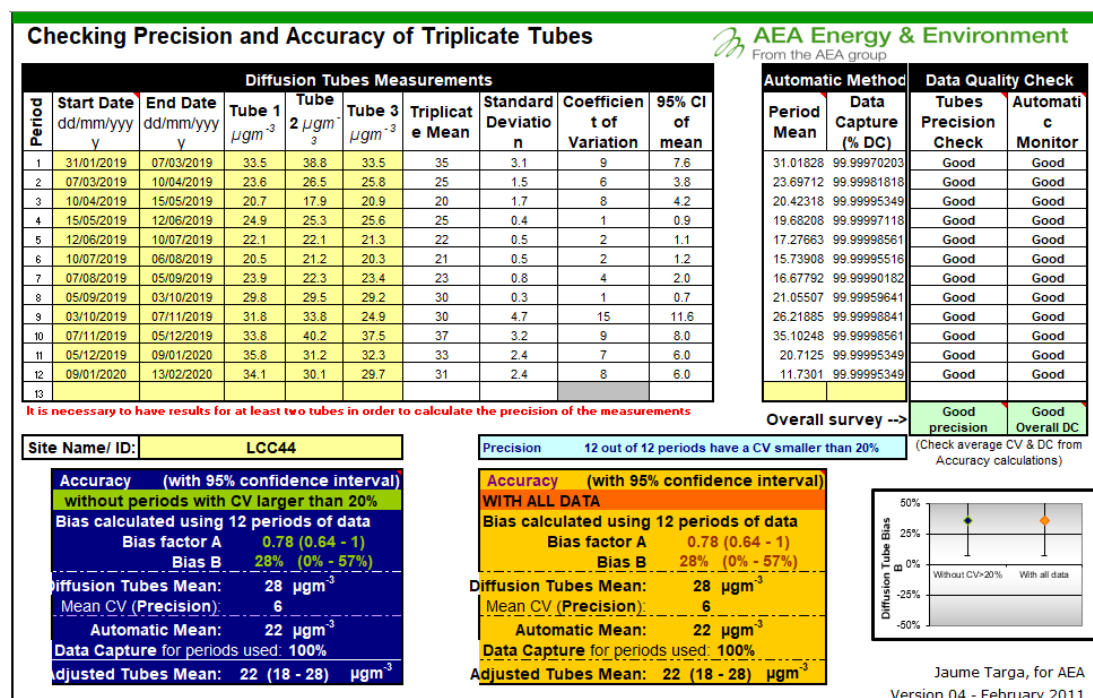 Checking Precision and Accuracy of Triplicate Tubes
AEA Energy & Environment
From the AEA group
Diffusion Tubes Measurements
Automatic Method
Data Quality Check
Period
Start Date dd/mm/yyyy
End Date dd/mm/yyyy
Tube 1 µgm⁻³
Tube 2 µgm⁻³
Tube 3 µgm⁻³
Triplicate Mean
Standard Deviation
Coefficient of Variation
95% CI of mean
Period Mean
Data Capture (% DC)
Tubes Precision Check
Automatic Monitor
1 31/01/2019 07/03/2019 33.5 38.8 33.5 35 3.1 9 7.6 31.01828 99.99970203 Good Good
2 07/03/2019 10/04/2019 23.6 26.5 25.8 25 1.5 6 3.8 23.69712 99.99981818 Good Good
3 10/04/2019 15/05/2019 20.7 17.9 20.9 20 1.7 8 4.2 20.42318 99.99995349 Good Good
4 15/05/2019 12/06/2019 24.9 25.3 25.6 25 0.4 1 0.9 19.68208 99.99997118 Good Good
5 12/06/2019 10/07/2019 22.1 22.1 21.3 22 0.5 2 1.1 17.27663 99.99998561 Good Good
6 10/07/2019 06/08/2019 20.5 21.2 20.3 21 0.5 2 1.2 15.73908 99.99995516 Good Good
7 07/08/2019 05/09/2019 23.9 22.3 23.4 23 0.8 4 2.0 16.67792 99.99990182 Good Good
8 05/09/2019 03/10/2019 29.8 29.5 29.2 30 0.3 1 0.7 21.05507 99.99959641 Good Good
9 03/10/2019 07/11/2019 31.8 33.8 24.9 30 4.7 15 11.6 26.21885 99.99998841 Good Good
10 07/11/2019 05/12/2019 33.8 40.2 37.5 37 3.2 9 8.0 35.10248 99.99998561 Good Good
11 05/12/2019 09/01/2020 35.8 31.2 32.3 33 2.4 7 6.0 20.7125 99.99995349 Good Good
12 09/01/2020 13/02/2020 34.1 30.1 29.7 31 2.4 8 6.0 11.7301 99.99995349 Good Good
13
It is necessary to have results for at least two tubes in order to calculate the precision of the measurements
Overall survey -->
Good precision
Good Overall DC
Site Name/ ID: LCC44
Precision 12 out of 12 periods have a CV smaller than 20%
(Check average CV & DC from Accuracy calculations)
Accuracy (with 95% confidence interval)
without periods with CV larger than 20%
Bias calculated using 12 periods of data
Bias factor A 0.78 (0.64 - 1)
Bias B 28% (0% - 57%)
Diffusion Tubes Mean: 28 µgm⁻³
Mean CV (Precision): 6
Automatic Mean: 22 µgm⁻³
Data Capture for periods used: 100%
Adjusted Tubes Mean: 22 (18 - 28) µgm⁻³
Accuracy (with 95% confidence interval)
WITH ALL DATA
Bias calculated using 12 periods of data
Bias factor A 0.78 (0.64 - 1)
Bias B 28% (0% - 57%)
Diffusion Tubes Mean: 28 µgm⁻³
Mean CV (Precision): 6
Automatic Mean: 22 µgm⁻³
Data Capture for periods used: 100%
Adjusted Tubes Mean: 22 (18 - 28) µgm⁻³
Diffusion Tube Bias B
50%
25%
0%
-25%
-50%
Without CV>20%
With all data
Jaume Targa, for AEA
Version 04 - February 2011